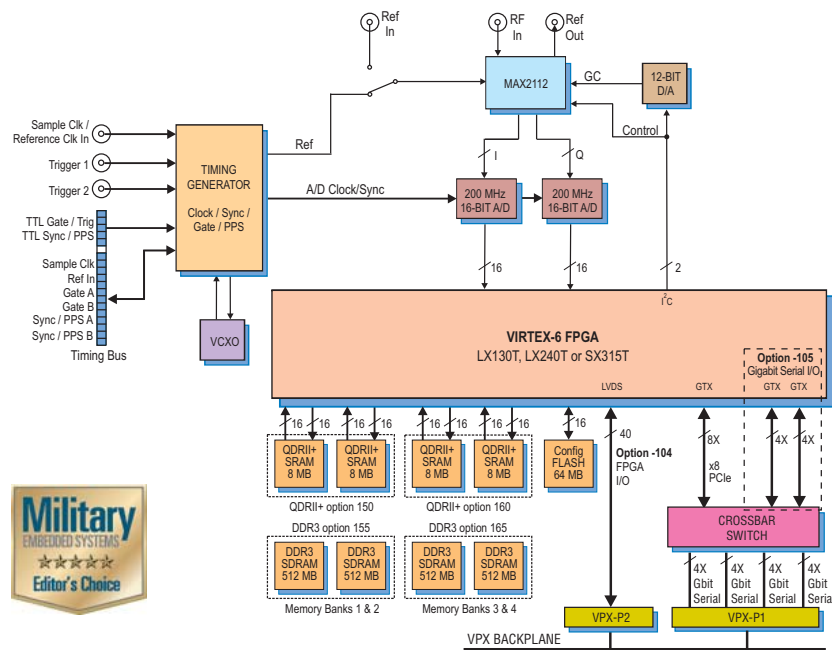 Ref
In
RF
In
Ref
Out
MAX2112
GC
12-BIT
D/A
Control
Sample Clk /
Reference Clk In
Trigger 1
Trigger 2
TTL Gate / Trig
TTL Sync / PPS
Sample Clk
Ref In
Gate A
Gate B
Sync / PPS A
Sync / PPS B
Timing Bus
TIMING
GENERATOR
Clock / Sync /
Gate / PPS
Ref
A/D Clock/Sync
VCXO
I
Q
200 MHz
16-BIT A/D
200 MHz
16-BIT A/D
16
16
2
I²C
VIRTEX-6 FPGA
LX130T, LX240T or SX315T
LVDS
GTX
Option -105
Gigabit Serial I/O
GTX
GTX
16
16
16
16
16
16
16
16
16
40
8X
4X
4X
QDRII+
SRAM
8 MB
QDRII+
SRAM
8 MB
QDRII+
SRAM
8 MB
QDRII+
SRAM
8 MB
Config
FLASH
64 MB
Option -104
FPGA
I/O
x8
PCIe
QDRII+ option 150
QDRII+ option 160
DDR3 option 155
DDR3 option 165
DDR3
SDRAM
512 MB
DDR3
SDRAM
512 MB
DDR3
SDRAM
512 MB
DDR3
SDRAM
512 MB
Memory Banks 1 & 2
Memory Banks 3 & 4
CROSSBAR
SWITCH
4X
Gbit
Serial
4X
Gbit
Serial
4X
Gbit
Serial
4X
Gbit
Serial
VPX-P2
VPX-P1
VPX BACKPLANE
Military
EMBEDDED SYSTEMS
Editor's Choice